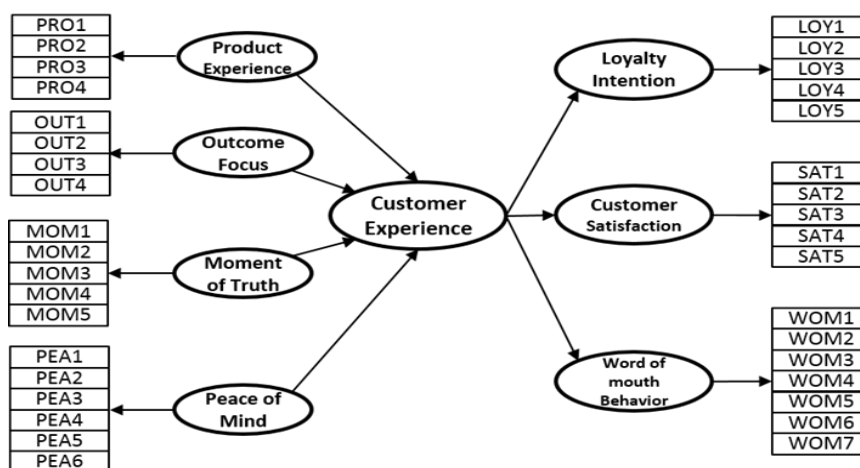 PRO1
PRO2
PRO3
PRO4
Product
Experience
OUT1
OUT2
OUT3
OUT4
Outcome
Focus
MOM1
MOM2
MOM3
MOM4
MOM5
Moment
of Truth
PEA1
PEA2
PEA3
PEA4
PEA5
PEA6
Peace of
Mind
Customer
Experience
Loyalty
Intention
LOY1
LOY2
LOY3
LOY4
LOY5
Customer
Satisfaction
SAT1
SAT2
SAT3
SAT4
SAT5
Word of
mouth
Behavior
WOM1
WOM2
WOM3
WOM4
WOM5
WOM6
WOM7